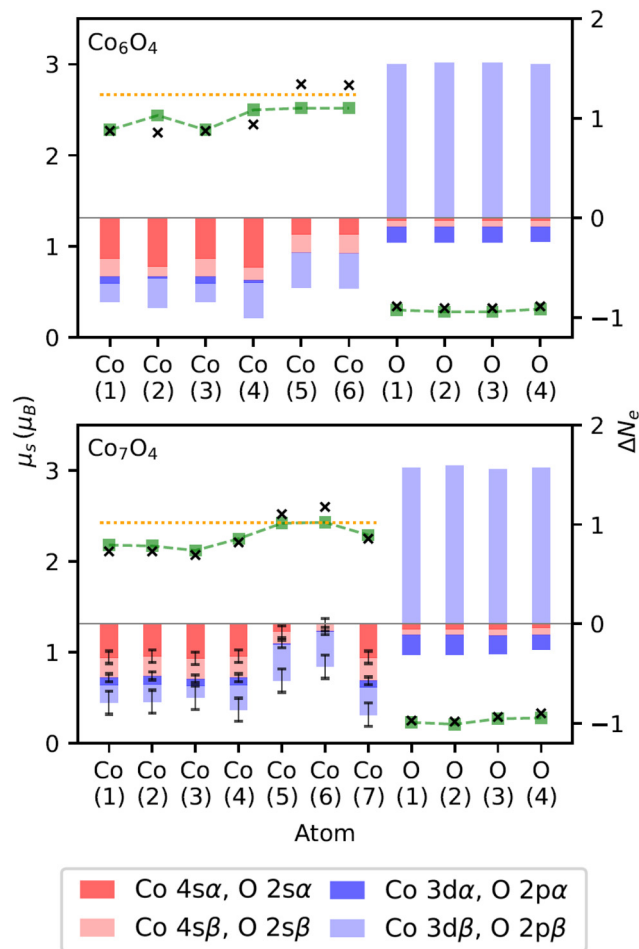 Co₆O₄
3
2
1
0
2
1
0
−1
Co Co Co Co Co Co O O O O
(1) (2) (3) (4) (5) (6) (1) (2) (3) (4)
μₛ(μ_B)
ΔNₑ
Co₇O₄
3
2
1
0
2
1
0
−1
Co Co Co Co Co Co Co O O O O
(1) (2) (3) (4) (5) (6) (7) (1) (2) (3) (4)
Atom
Co 4sα, O 2sα
Co 3dα, O 2pα
Co 4sβ, O 2sβ
Co 3dβ, O 2pβ